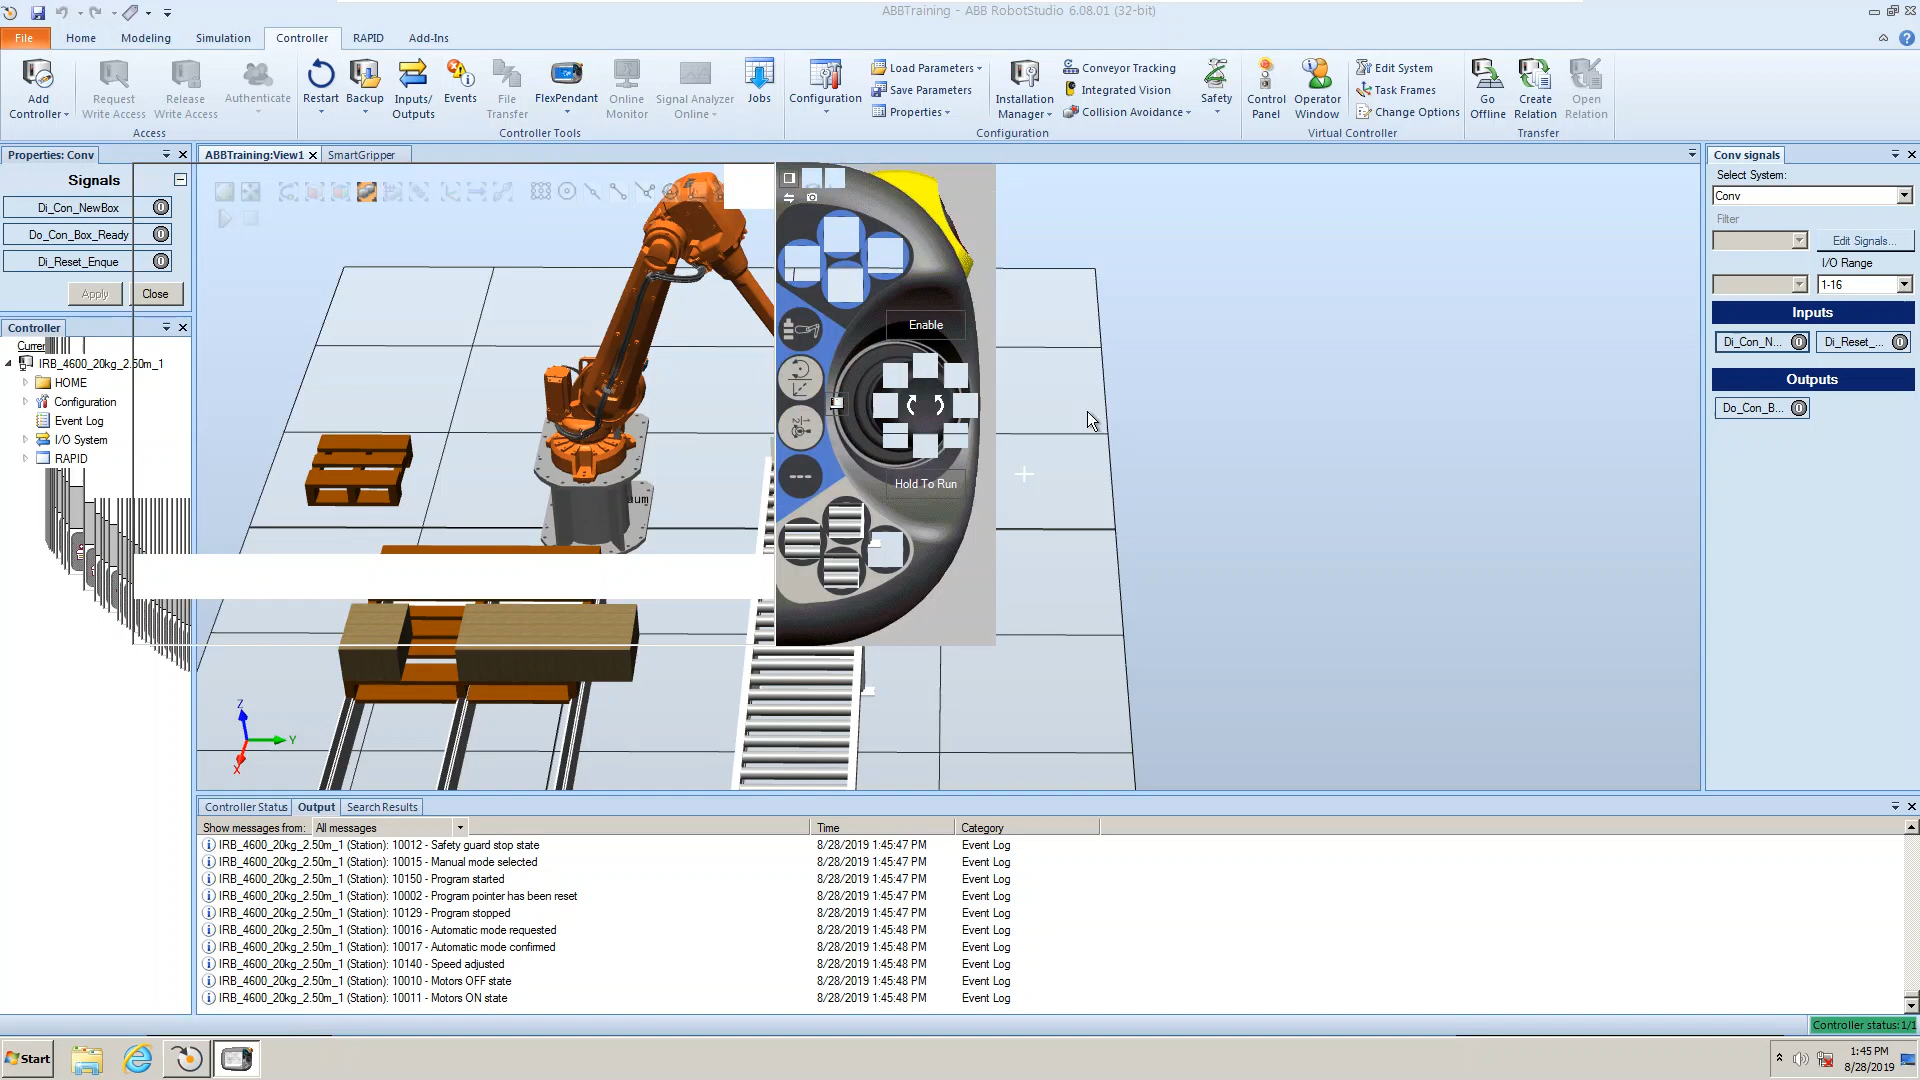 ABBTraining - ABB RobotStudio 6.08.01 (32-bit)
File Home Modeling Simulation Controller RAPID Add-Ins
Add Controller
Request Write Access
Release Write Access
Authenticate
Access
Restart
Backup
Inputs/ Outputs
Events
File Transfer
FlexPendant
Online Monitor
Signal Analyzer Online
Jobs
Controller Tools
Configuration
Load Parameters
Save Parameters
Properties
Installation Manager
Conveyor Tracking
Integrated Vision
Collision Avoidance
Safety
Configuration
Control Panel
Operator Window
Edit System
Task Frames
Change Options
Virtual Controller
Go Offline
Create Relation
Open Relation
Transfer
Properties: Conv
Signals
Di_Con_NewBox
Do_Con_Box_Ready
Di_Reset_Enque
Apply Close
Controller
IRB_4600_20kg_2.50m_1
HOME
Configuration
Event Log
I/O System
RAPID
ABBTraining:View1 SmartGripper
Enable
Hold To Run
Z
Y
X
Conv signals
Select System:
Conv
Filter
Edit Signals...
I/O Range
1-16
Inputs
Di_Con_N... Di_Reset_...
Outputs
Do_Con_B...
Controller Status Output Search Results
Show messages from: All messages Time Category
IRB_4600_20kg_2.50m_1 (Station): 10012 - Safety guard stop state 8/28/2019 1:45:47 PM Event Log
IRB_4600_20kg_2.50m_1 (Station): 10015 - Manual mode selected 8/28/2019 1:45:47 PM Event Log
IRB_4600_20kg_2.50m_1 (Station): 10150 - Program started 8/28/2019 1:45:47 PM Event Log
IRB_4600_20kg_2.50m_1 (Station): 10002 - Program pointer has been reset 8/28/2019 1:45:47 PM Event Log
IRB_4600_20kg_2.50m_1 (Station): 10129 - Program stopped 8/28/2019 1:45:47 PM Event Log
IRB_4600_20kg_2.50m_1 (Station): 10016 - Automatic mode requested 8/28/2019 1:45:48 PM Event Log
IRB_4600_20kg_2.50m_1 (Station): 10017 - Automatic mode confirmed 8/28/2019 1:45:48 PM Event Log
IRB_4600_20kg_2.50m_1 (Station): 10140 - Speed adjusted 8/28/2019 1:45:48 PM Event Log
IRB_4600_20kg_2.50m_1 (Station): 10010 - Motors OFF state 8/28/2019 1:45:48 PM Event Log
IRB_4600_20kg_2.50m_1 (Station): 10011 - Motors ON state 8/28/2019 1:45:48 PM Event Log
Controller status: 1/1
Start
1:45 PM
8/28/2019